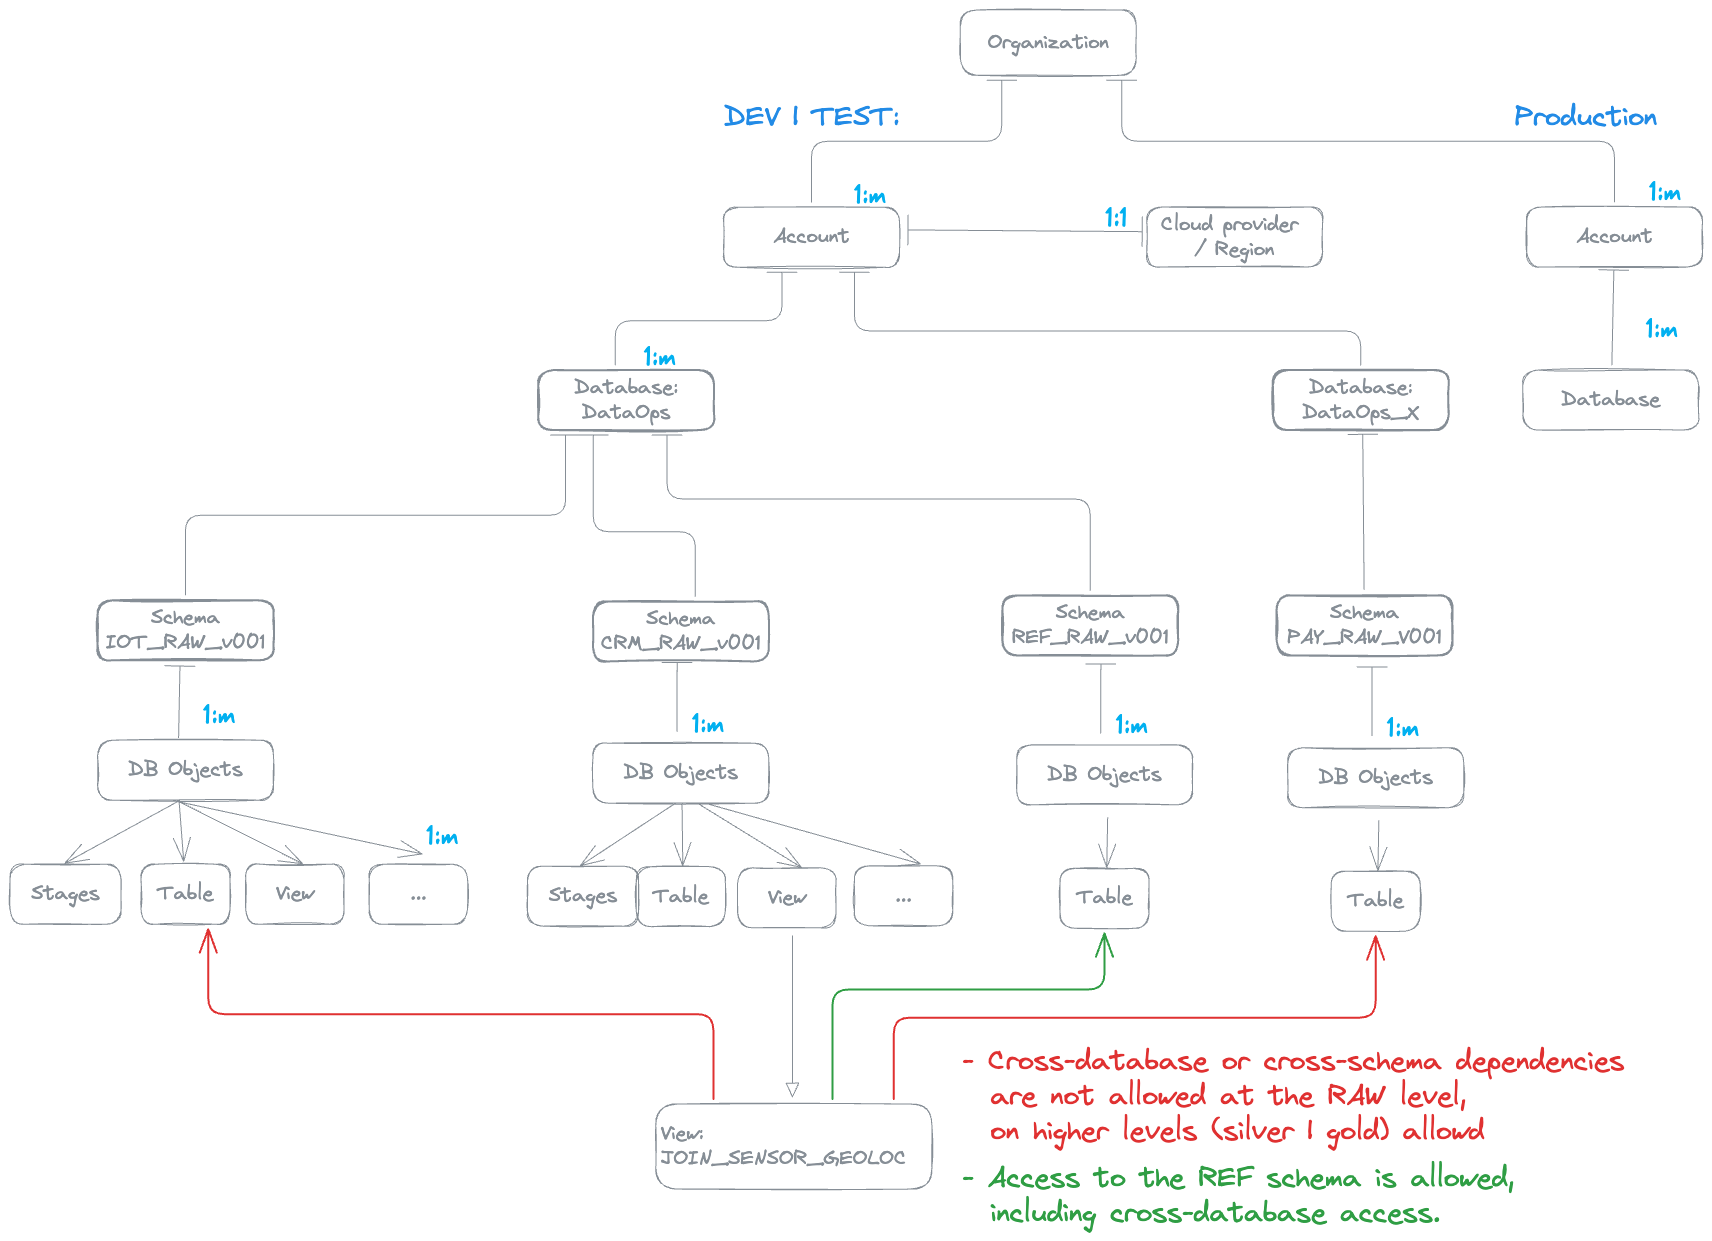 Organization
DEV | TEST:
Production
1:m
1:m
Account
1:1
Cloud provider
/ Region
Account
1:m
1:m
Database:
DataOps
Database:
DataOps_X
Database
Schema
IOT_RAW_v001
Schema
CRM_RAW_v001
Schema
REF_RAW_v001
Schema
PAY_RAW_V001
1:m
1:m
1:m
1:m
DB Objects
DB Objects
DB Objects
DB Objects
1:m
Stages
Table
View
...
Stages
Table
View
...
Table
Table
View:
JOIN_SENSOR_GEOLOC
- Cross-database or cross-schema dependencies
are not allowed at the RAW level,
on higher levels (silver | gold) allowd
- Access to the REF schema is allowed,
including cross-database access.